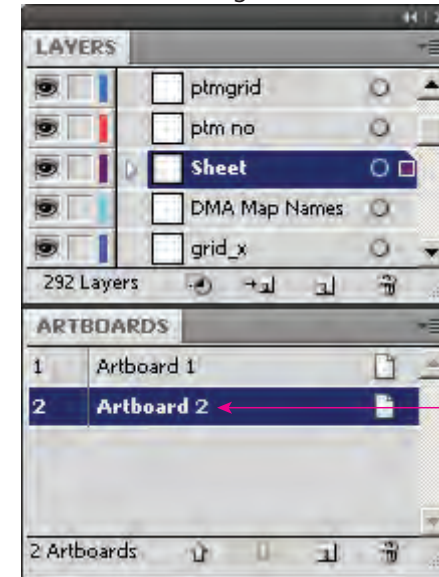 LAYERS
ptmgrid
ptm no
Sheet
DMA Map Names
grid_x
292 Layers
ARTBOARDS
1 Artboard 1
2 Artboard 2
2 Artboards